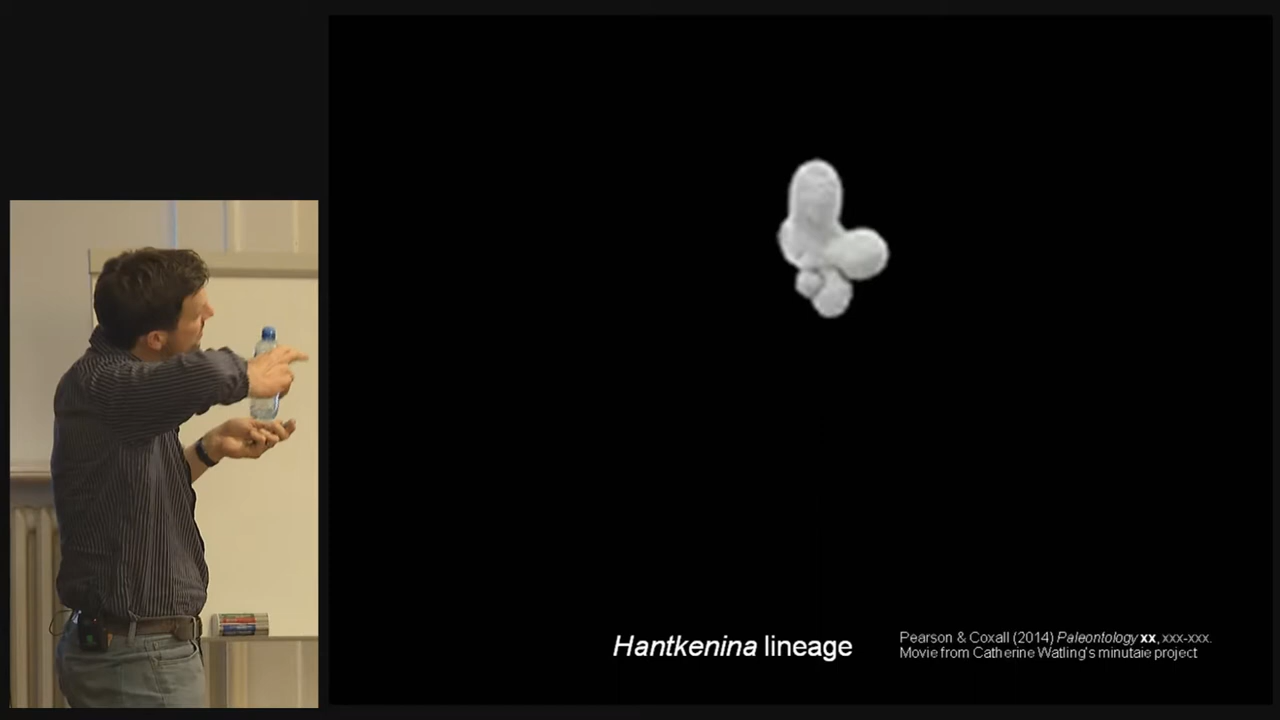 Hantkenina lineage
Pearson & Coxall (2014) Paleontology xx, xxx-xxx.
Movie from Catherine Watling's minutaie project